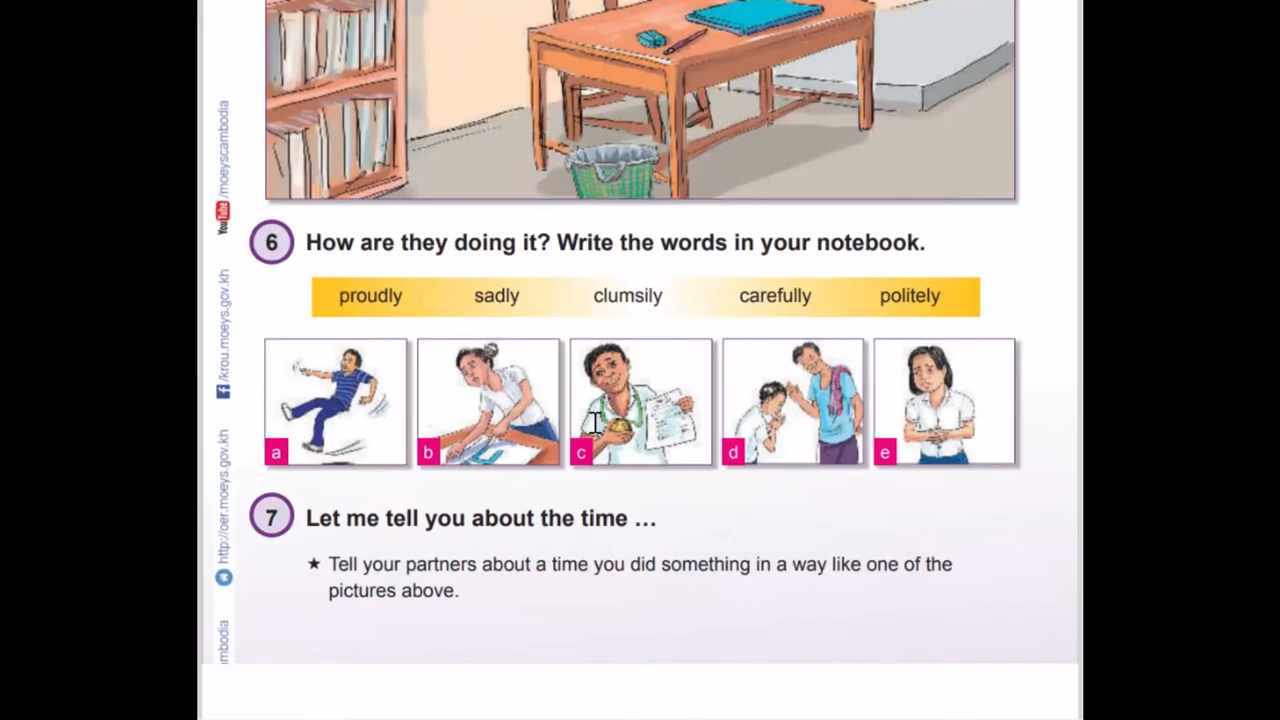 6 How are they doing it? Write the words in your notebook.
proudly sadly clumsily carefully politely
a b c d e
7 Let me tell you about the time …
★ Tell your partners about a time you did something in a way like one of the
pictures above.
YouTube /moeyscambodia
f /krou.moeys.gov.kh
http://oer.moeys.gov.kh
mbodia